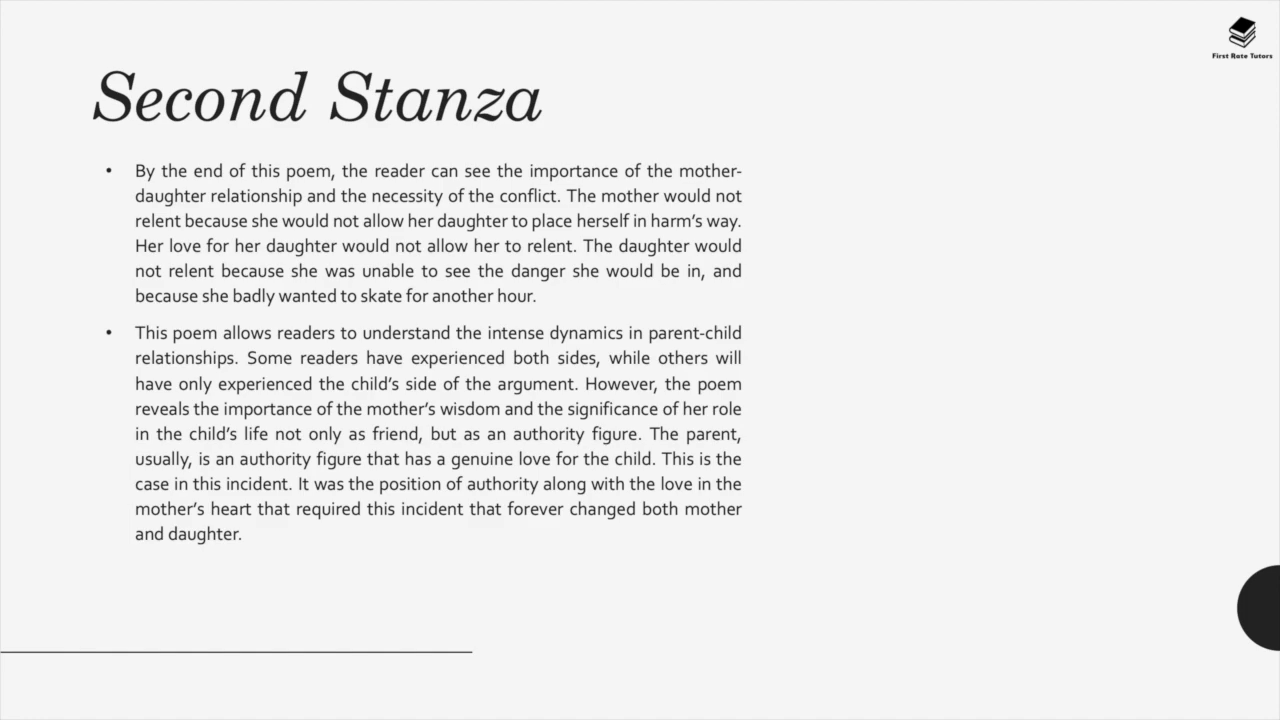 First Rate Tutors
Second Stanza
• By the end of this poem, the reader can see the importance of the mother-
daughter relationship and the necessity of the conflict. The mother would not
relent because she would not allow her daughter to place herself in harm's way.
Her love for her daughter would not allow her to relent. The daughter would
not relent because she was unable to see the danger she would be in, and
because she badly wanted to skate for another hour.
• This poem allows readers to understand the intense dynamics in parent-child
relationships. Some readers have experienced both sides, while others will
have only experienced the child's side of the argument. However, the poem
reveals the importance of the mother's wisdom and the significance of her role
in the child's life not only as friend, but as an authority figure. The parent,
usually, is an authority figure that has a genuine love for the child. This is the
case in this incident. It was the position of authority along with the love in the
mother's heart that required this incident that forever changed both mother
and daughter.